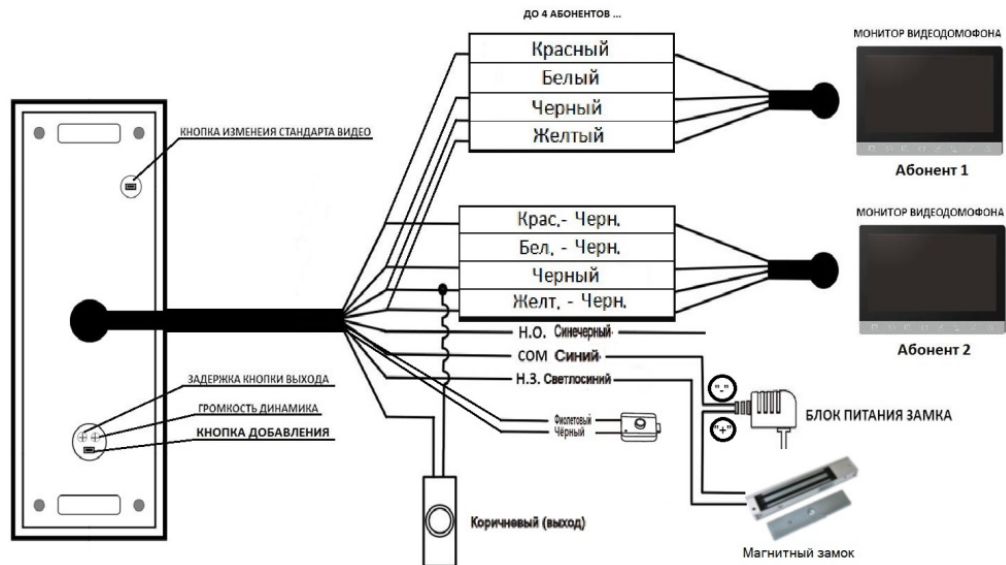 ДО 4 АБОНЕНТОВ ...
Красный
Белый
Черный
Желтый
МОНИТОР ВИДЕОДОМОФОНА
Абонент 1
КНОПКА ИЗМЕНЕИЯ СТАНДАРТА ВИДЕО
Крас.- Черн.
Бел. - Черн.
Черный
Желт. - Черн.
МОНИТОР ВИДЕОДОМОФОНА
Абонент 2
Н.О. Синечерный
COM Синий
Н.З. Светлосиний
"-"
"+"
БЛОК ПИТАНИЯ ЗАМКА
ЗАДЕРЖКА КНОПКИ ВЫХОДА
ГРОМКОСТЬ ДИНАМИКА
КНОПКА ДОБАВЛЕНИЯ
Фиолетовый
Чёрный
Коричневый (выход)
Магнитный замок